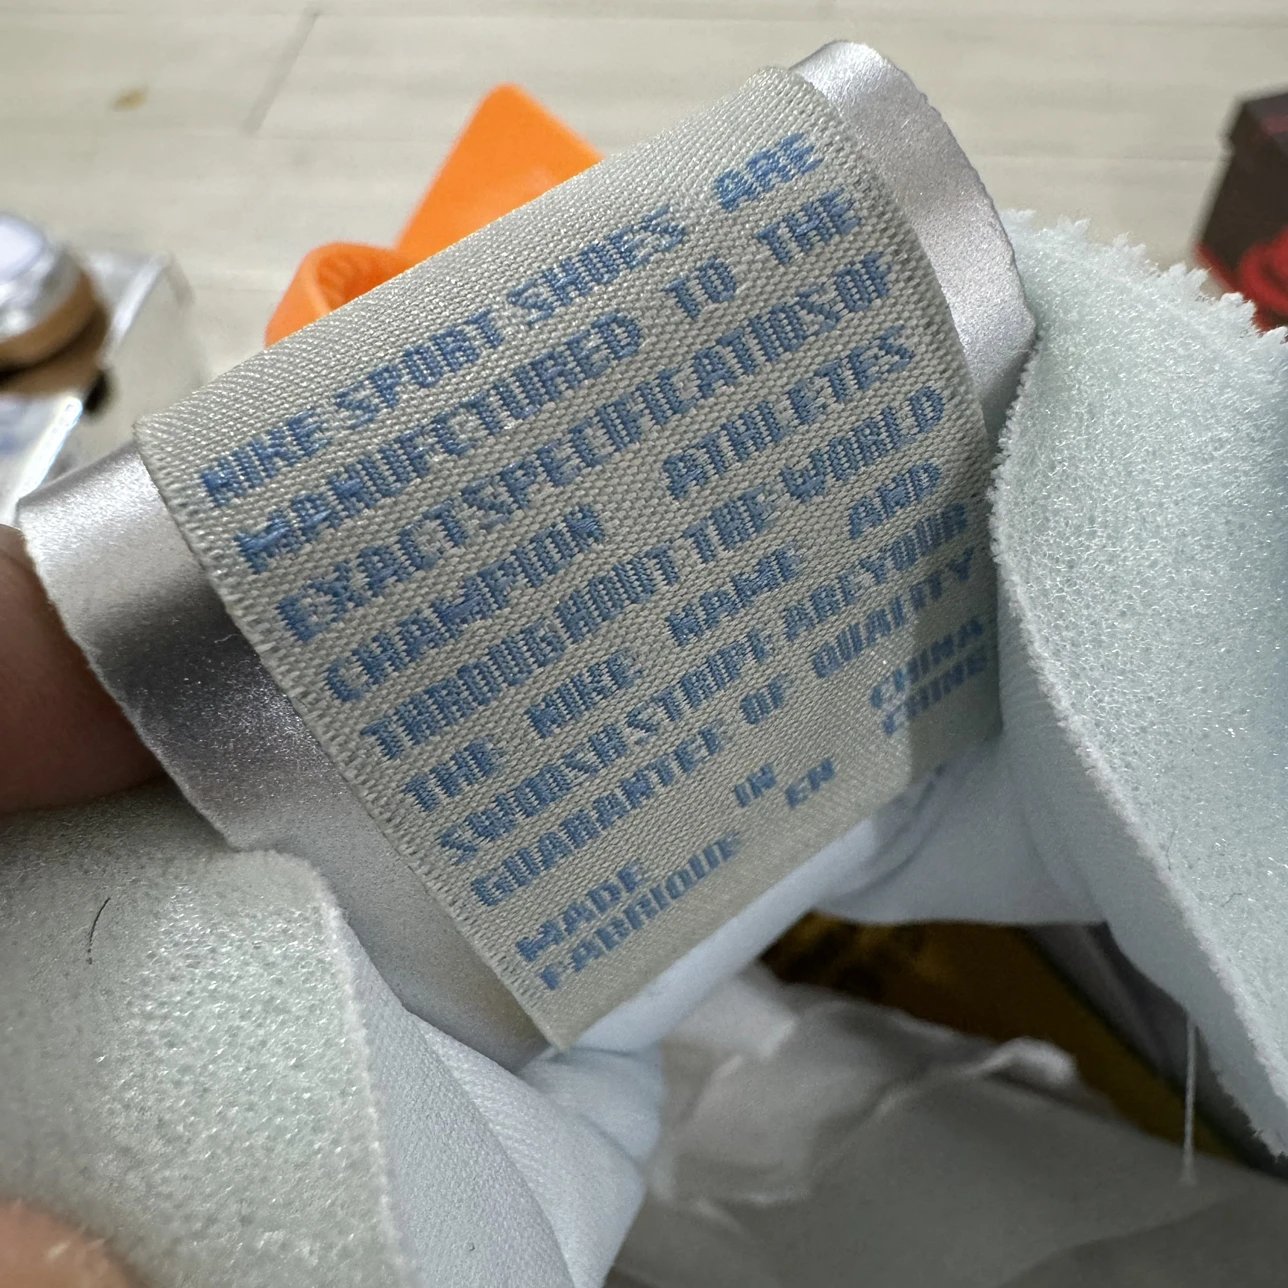 NIKE SPORT SHOES ARE
MANUFCTURED TO THE
EXACT SPECIFICATIONS OF
CHAMPION ATHLETES
THROUGHOUT THE WORLD
THE NIKE NAME AND
SWOOSH STRIPE ARE YOUR
GUARANTEE OF QUALITY
MADE IN CHINA
FABRIQUE EN CHINE